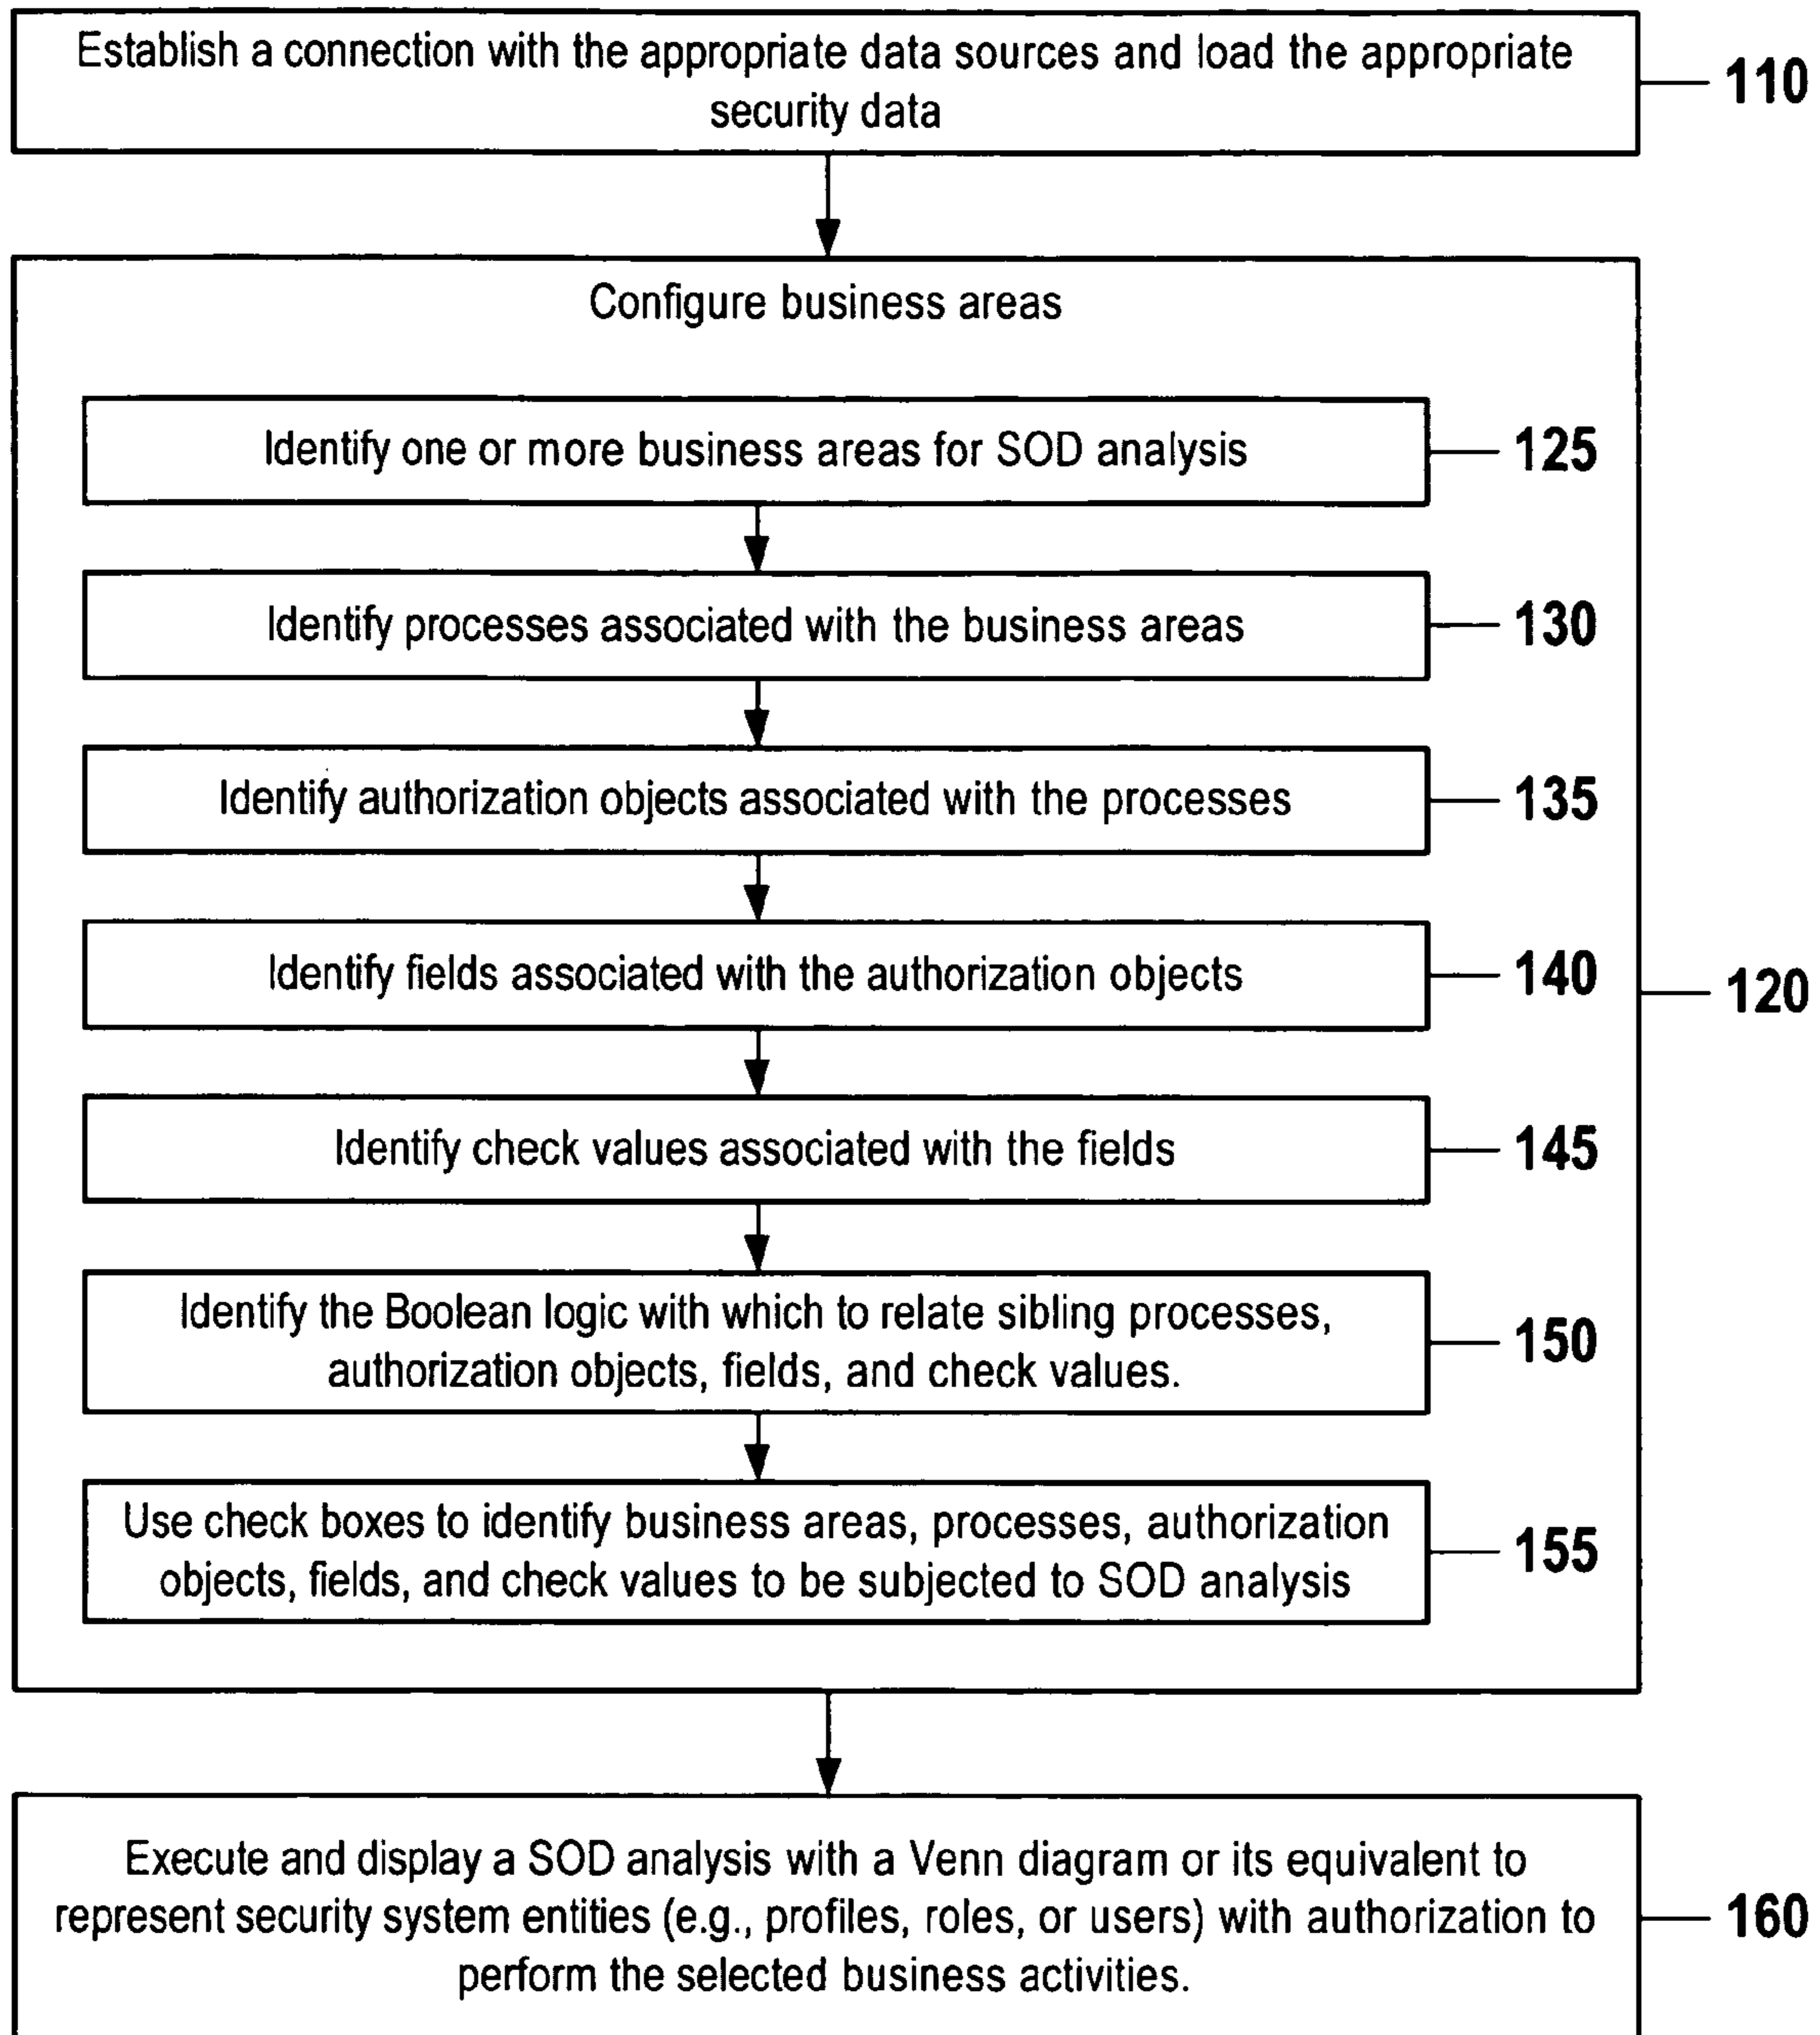 Establish a connection with the appropriate data sources and load the appropriate
security data
110
Configure business areas
Identify one or more business areas for SOD analysis
125
Identify processes associated with the business areas
130
Identify authorization objects associated with the processes
135
Identify fields associated with the authorization objects
140
120
Identify check values associated with the fields
145
Identify the Boolean logic with which to relate sibling processes,
authorization objects, fields, and check values.
150
Use check boxes to identify business areas, processes, authorization
objects, fields, and check values to be subjected to SOD analysis
155
Execute and display a SOD analysis with a Venn diagram or its equivalent to
represent security system entities (e.g., profiles, roles, or users) with authorization to
perform the selected business activities.
160